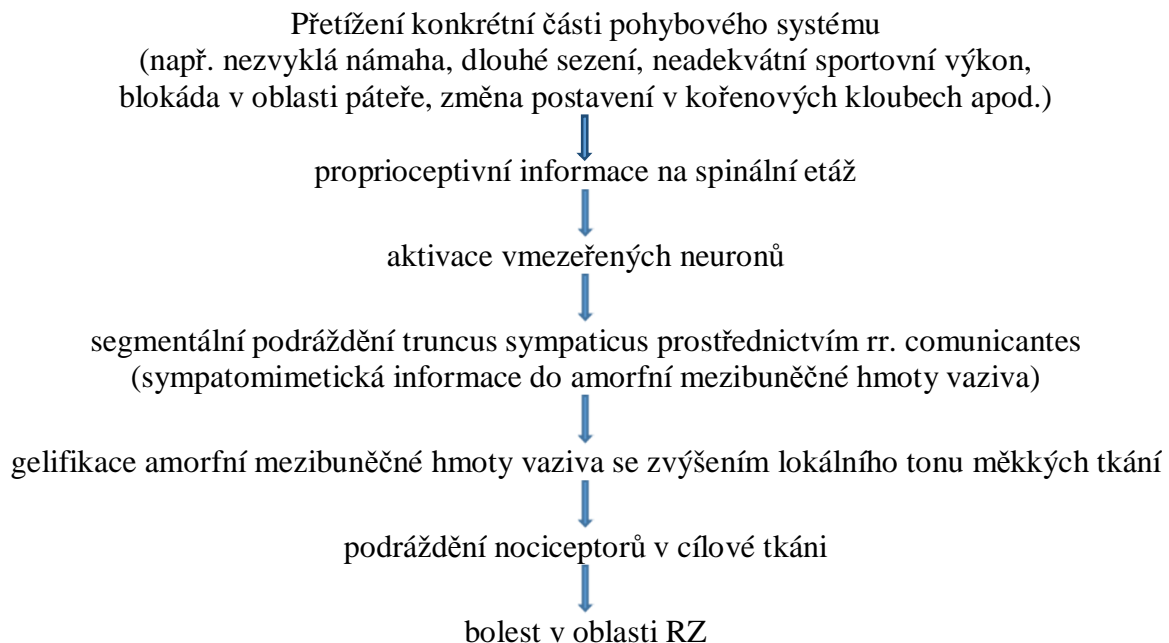 Přetížení konkrétní části pohybového systému
(např. nezvyklá námaha, dlouhé sezení, neadekvátní sportovní výkon,
blokáda v oblasti páteře, změna postavení v kořenových kloubech apod.)
proprioceptivní informace na spinální etáž
aktivace vmezeřených neuronů
segmentální podráždění truncus sympaticus prostřednictvím rr. comunicantes
(sympatomimetická informace do amorfní mezibuněčné hmoty vaziva)
gelifikace amorfní mezibuněčné hmoty vaziva se zvýšením lokálního tonu měkkých tkání
podráždění nociceptorů v cílové tkáni
bolest v oblasti RZ